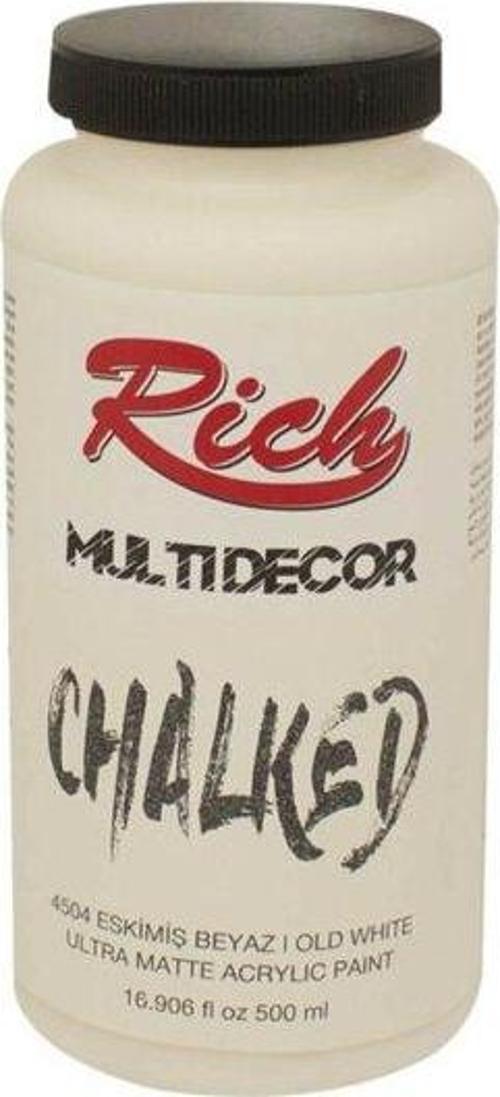 Rich
MULTIDECOR
CHALKED
4504 ESKİMİŞ BEYAZ | OLD WHITE
ULTRA MATTE ACRYLIC PAINT
16.906 fl oz 500 ml